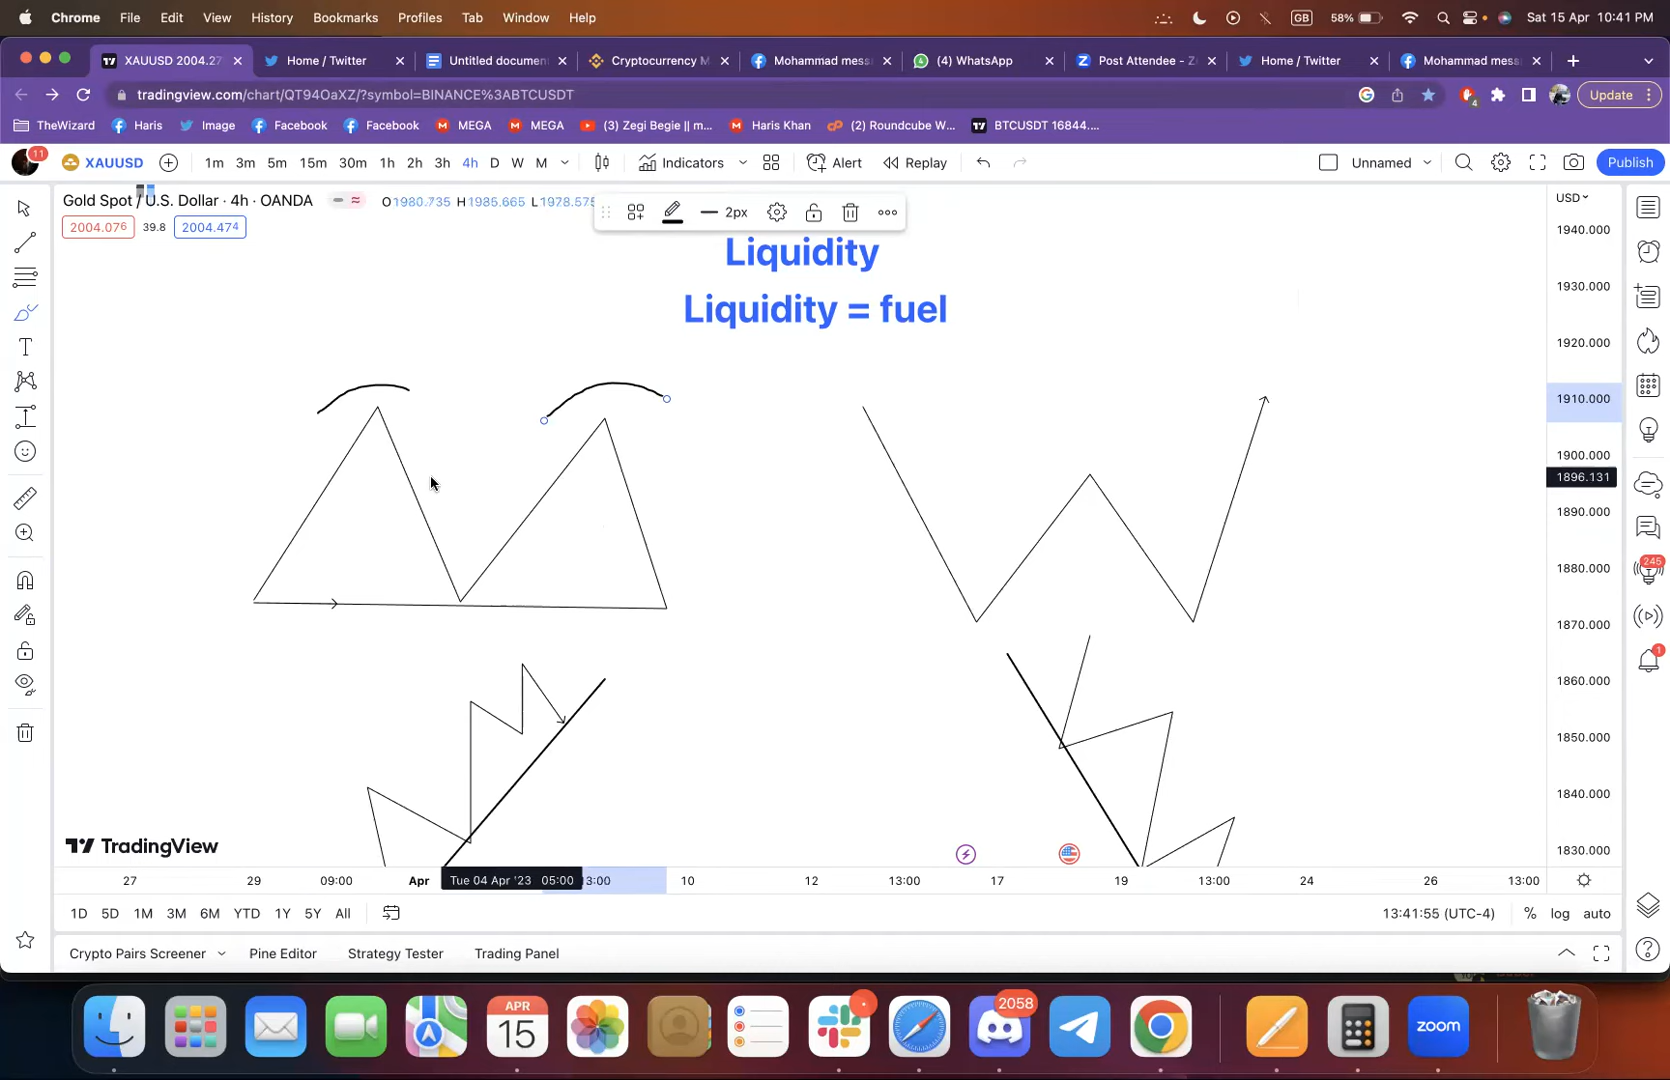 Chrome File Edit View History Bookmarks Profiles Tab Window Help GB 58% Sat 15 Apr 10:41 PM
XAUUSD 2004.27 Home / Twitter Untitled documen Cryptocurrency M Mohammad mess (4) WhatsApp Post Attendee - Z Home / Twitter Mohammad mess
tradingview.com/chart/QT94OaXZ/?symbol=BINANCE%3ABTCUSDT 4 Update
TheWizard Haris Image Facebook Facebook MEGA MEGA (3) Zegi Begie || m... Haris Khan (2) Roundcube W... BTCUSDT 16844....
11 XAUUSD 1m 3m 5m 15m 30m 1h 2h 3h 4h D W M Indicators Alert Replay Unnamed Publish
Gold Spot / U.S. Dollar · 4h · OANDA O1980.735 H1985.665 L1978.575 2px USD
2004.076 39.8 2004.474
1940.000
Liquidity
1930.000
Liquidity = fuel
1920.000
1910.000
1900.000
1896.131
1890.000
1880.000
245
1870.000
1
1860.000
1850.000
1840.000
TradingView
1830.000
27 29 09:00 Apr Tue 04 Apr '23 05:00 3:00 10 12 13:00 17 19 13:00 24 26 13:00
1D 5D 1M 3M 6M YTD 1Y 5Y All 13:41:55 (UTC-4) % log auto
Crypto Pairs Screener Pine Editor Strategy Tester Trading Panel
APR 2058
15 zoom